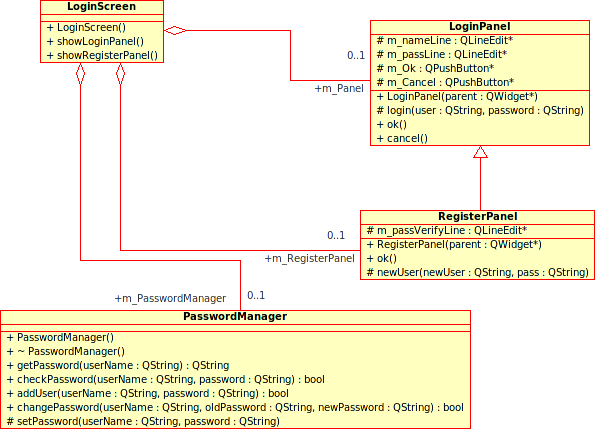 LoginScreen
+ LoginScreen()
+ showLoginPanel()
+ showRegisterPanel()
LoginPanel
# m_nameLine : QLineEdit*
# m_passLine : QLineEdit*
# m_Ok : QPushButton*
# m_Cancel : QPushButton*
+ LoginPanel(parent : QWidget*)
# login(user : QString, password : QString)
+ ok()
+ cancel()
0..1
+m_Panel
RegisterPanel
# m_passVerifyLine : QLineEdit*
+ RegisterPanel(parent : QWidget*)
+ ok()
# newUser(newUser : QString, pass : QString)
0..1
+m_RegisterPanel
+m_PasswordManager
0..1
PasswordManager
+ PasswordManager()
+ ~ PasswordManager()
+ getPassword(userName : QString) : QString
+ checkPassword(userName : QString, password : QString) : bool
+ addUser(userName : QString, password : QString) : bool
+ changePassword(userName : QString, oldPassword : QString, newPassword : QString) : bool
# setPassword(userName : QString, password : QString)